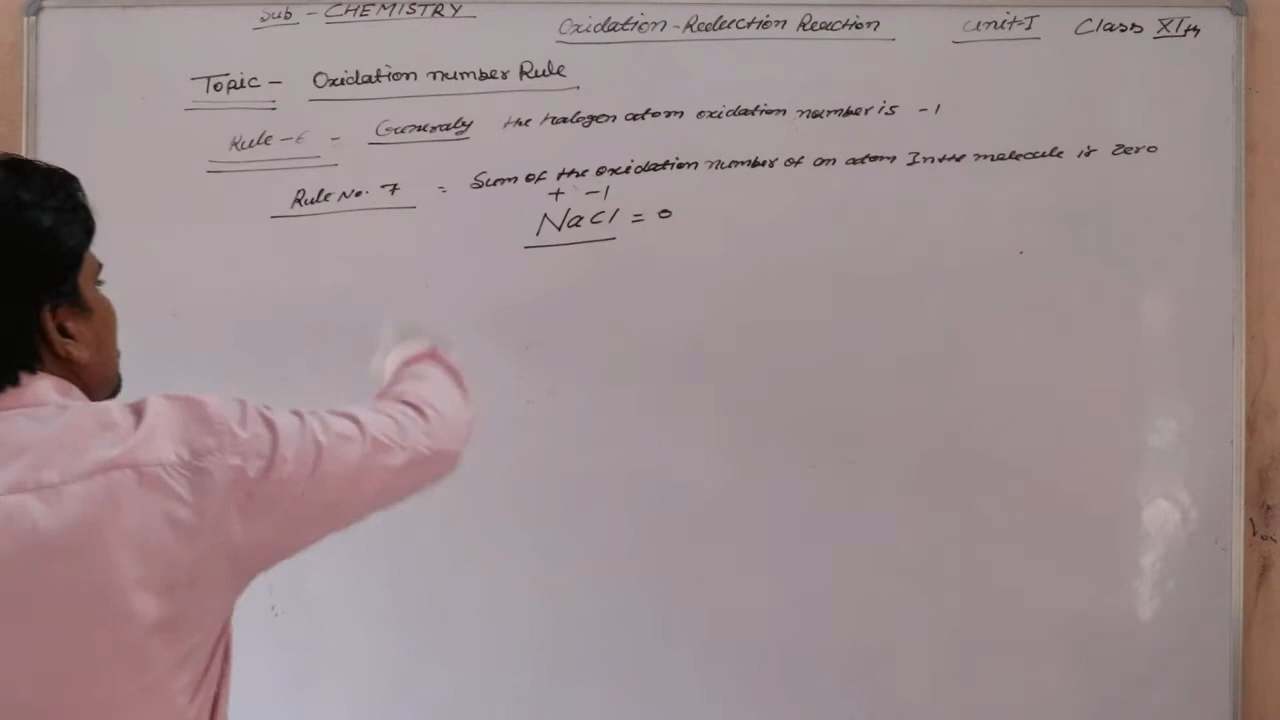 Sub - CHEMISTRY
Oxidation-Reduction Reaction Unit-I Class XIth
Topic - Oxidation number Rule
Rule-6 - Generaly the halogen atom oxidation number is -1
Rule No. 7 = Sum of the oxidation number of an atom In the molecule is Zero
+ -1
NaCl = 0